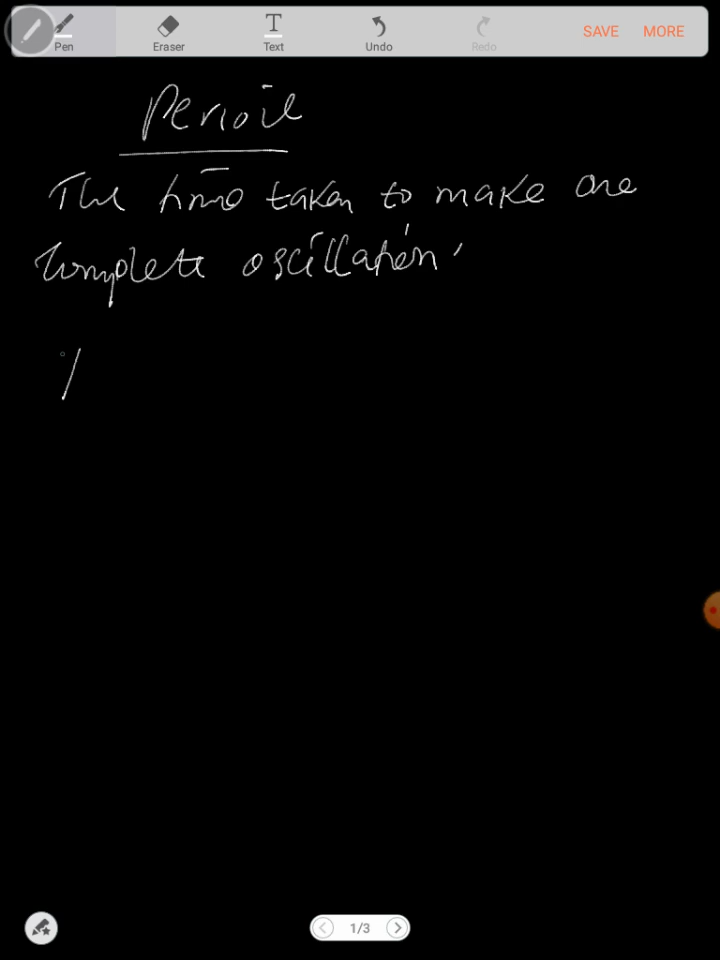 Pen
Eraser
Text
Undo
Redo
SAVE
MORE
Period
The time taken to make one
complete oscillation
1/3